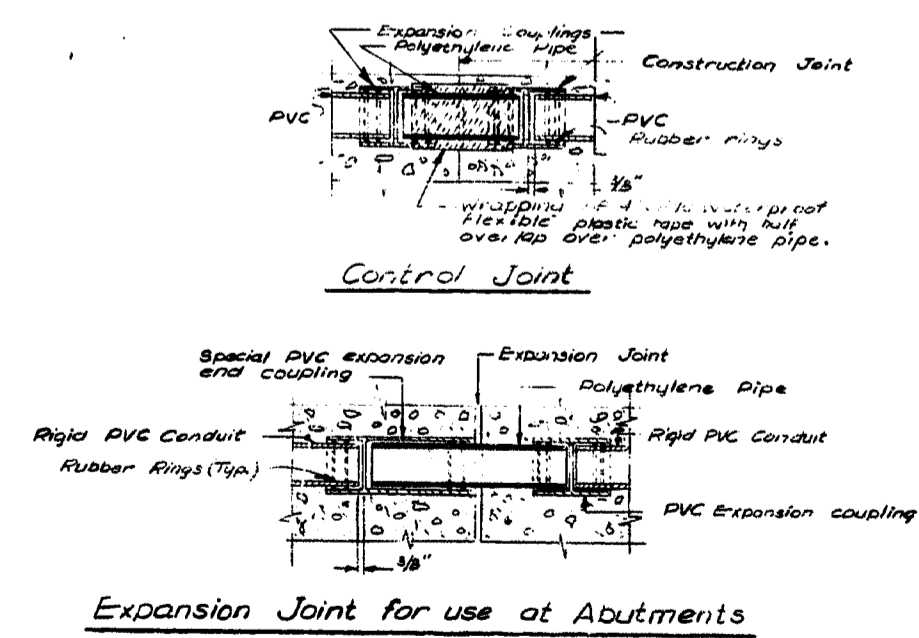 Expansion Couplings
Polyethylene Pipe
Construction Joint
PVC
PVC
Rubber rings
3/8"
wrapping of waterproof
flexible plastic tape with half
overlap over polyethylene pipe.
Control Joint
Special PVC expansion
end coupling
Expansion Joint
Polyethylene Pipe
Rigid PVC Conduit
Rigid PVC Conduit
Rubber Rings (Typ.)
PVC Expansion coupling
3/8"
Expansion Joint for use at Abutments